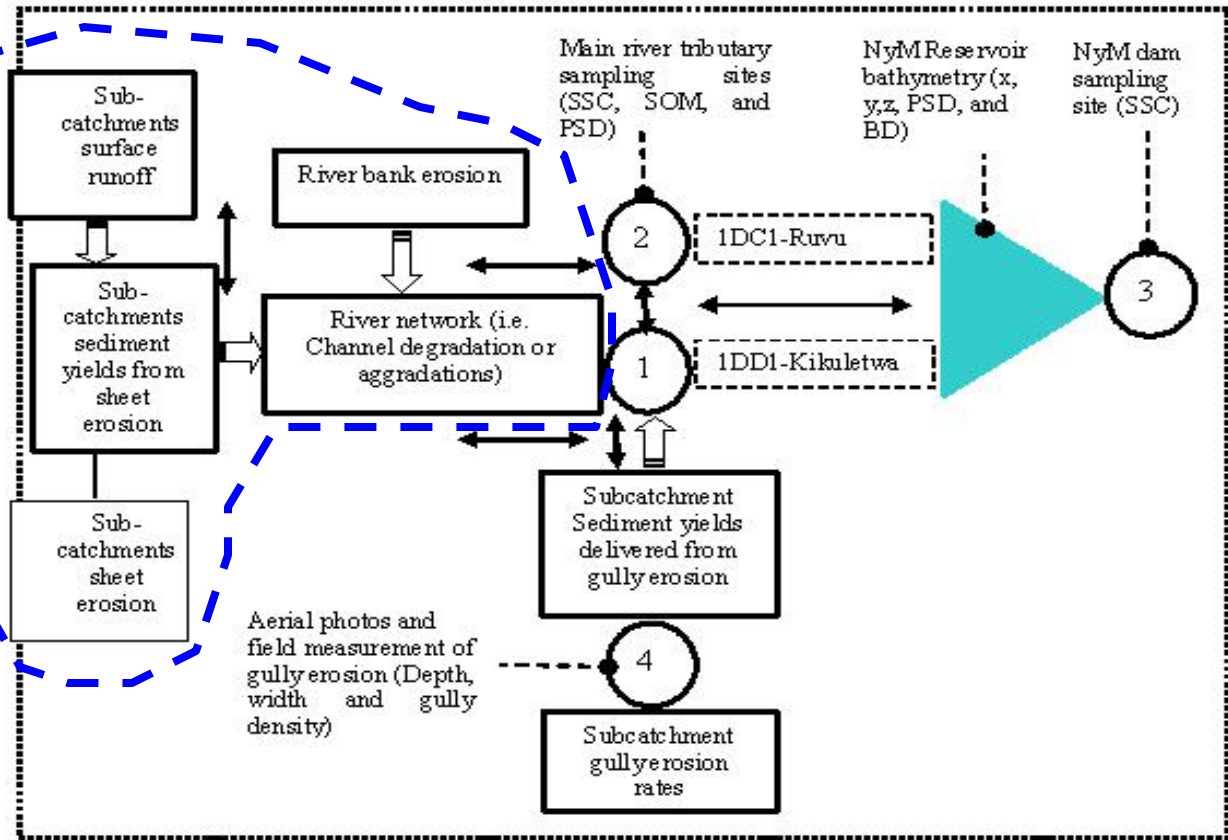 Main river tributary
sampling sites
(SSC, SOM, and
PSD)
NyM Reservoir
bathymetry (x,
y,z, PSD, and
BD)
NyM dam
sampling
site (SSC)
Sub-
catchments
surface
runoff
River bank erosion
2
1DC1-Ruvu
3
Sub-
catchments
sediment
yields from
sheet
erosion
River network (i.e.
Channel degradation or
aggradations)
1
1DD1-Kikuletwa
Sub-
catchments
sheet
erosion
Subcatchment
Sediment yields
delivered from
gully erosion
Aerial photos and
field measurement of
gully erosion (Depth,
width and gully
density)
4
Subcatchment
gully erosion
rates